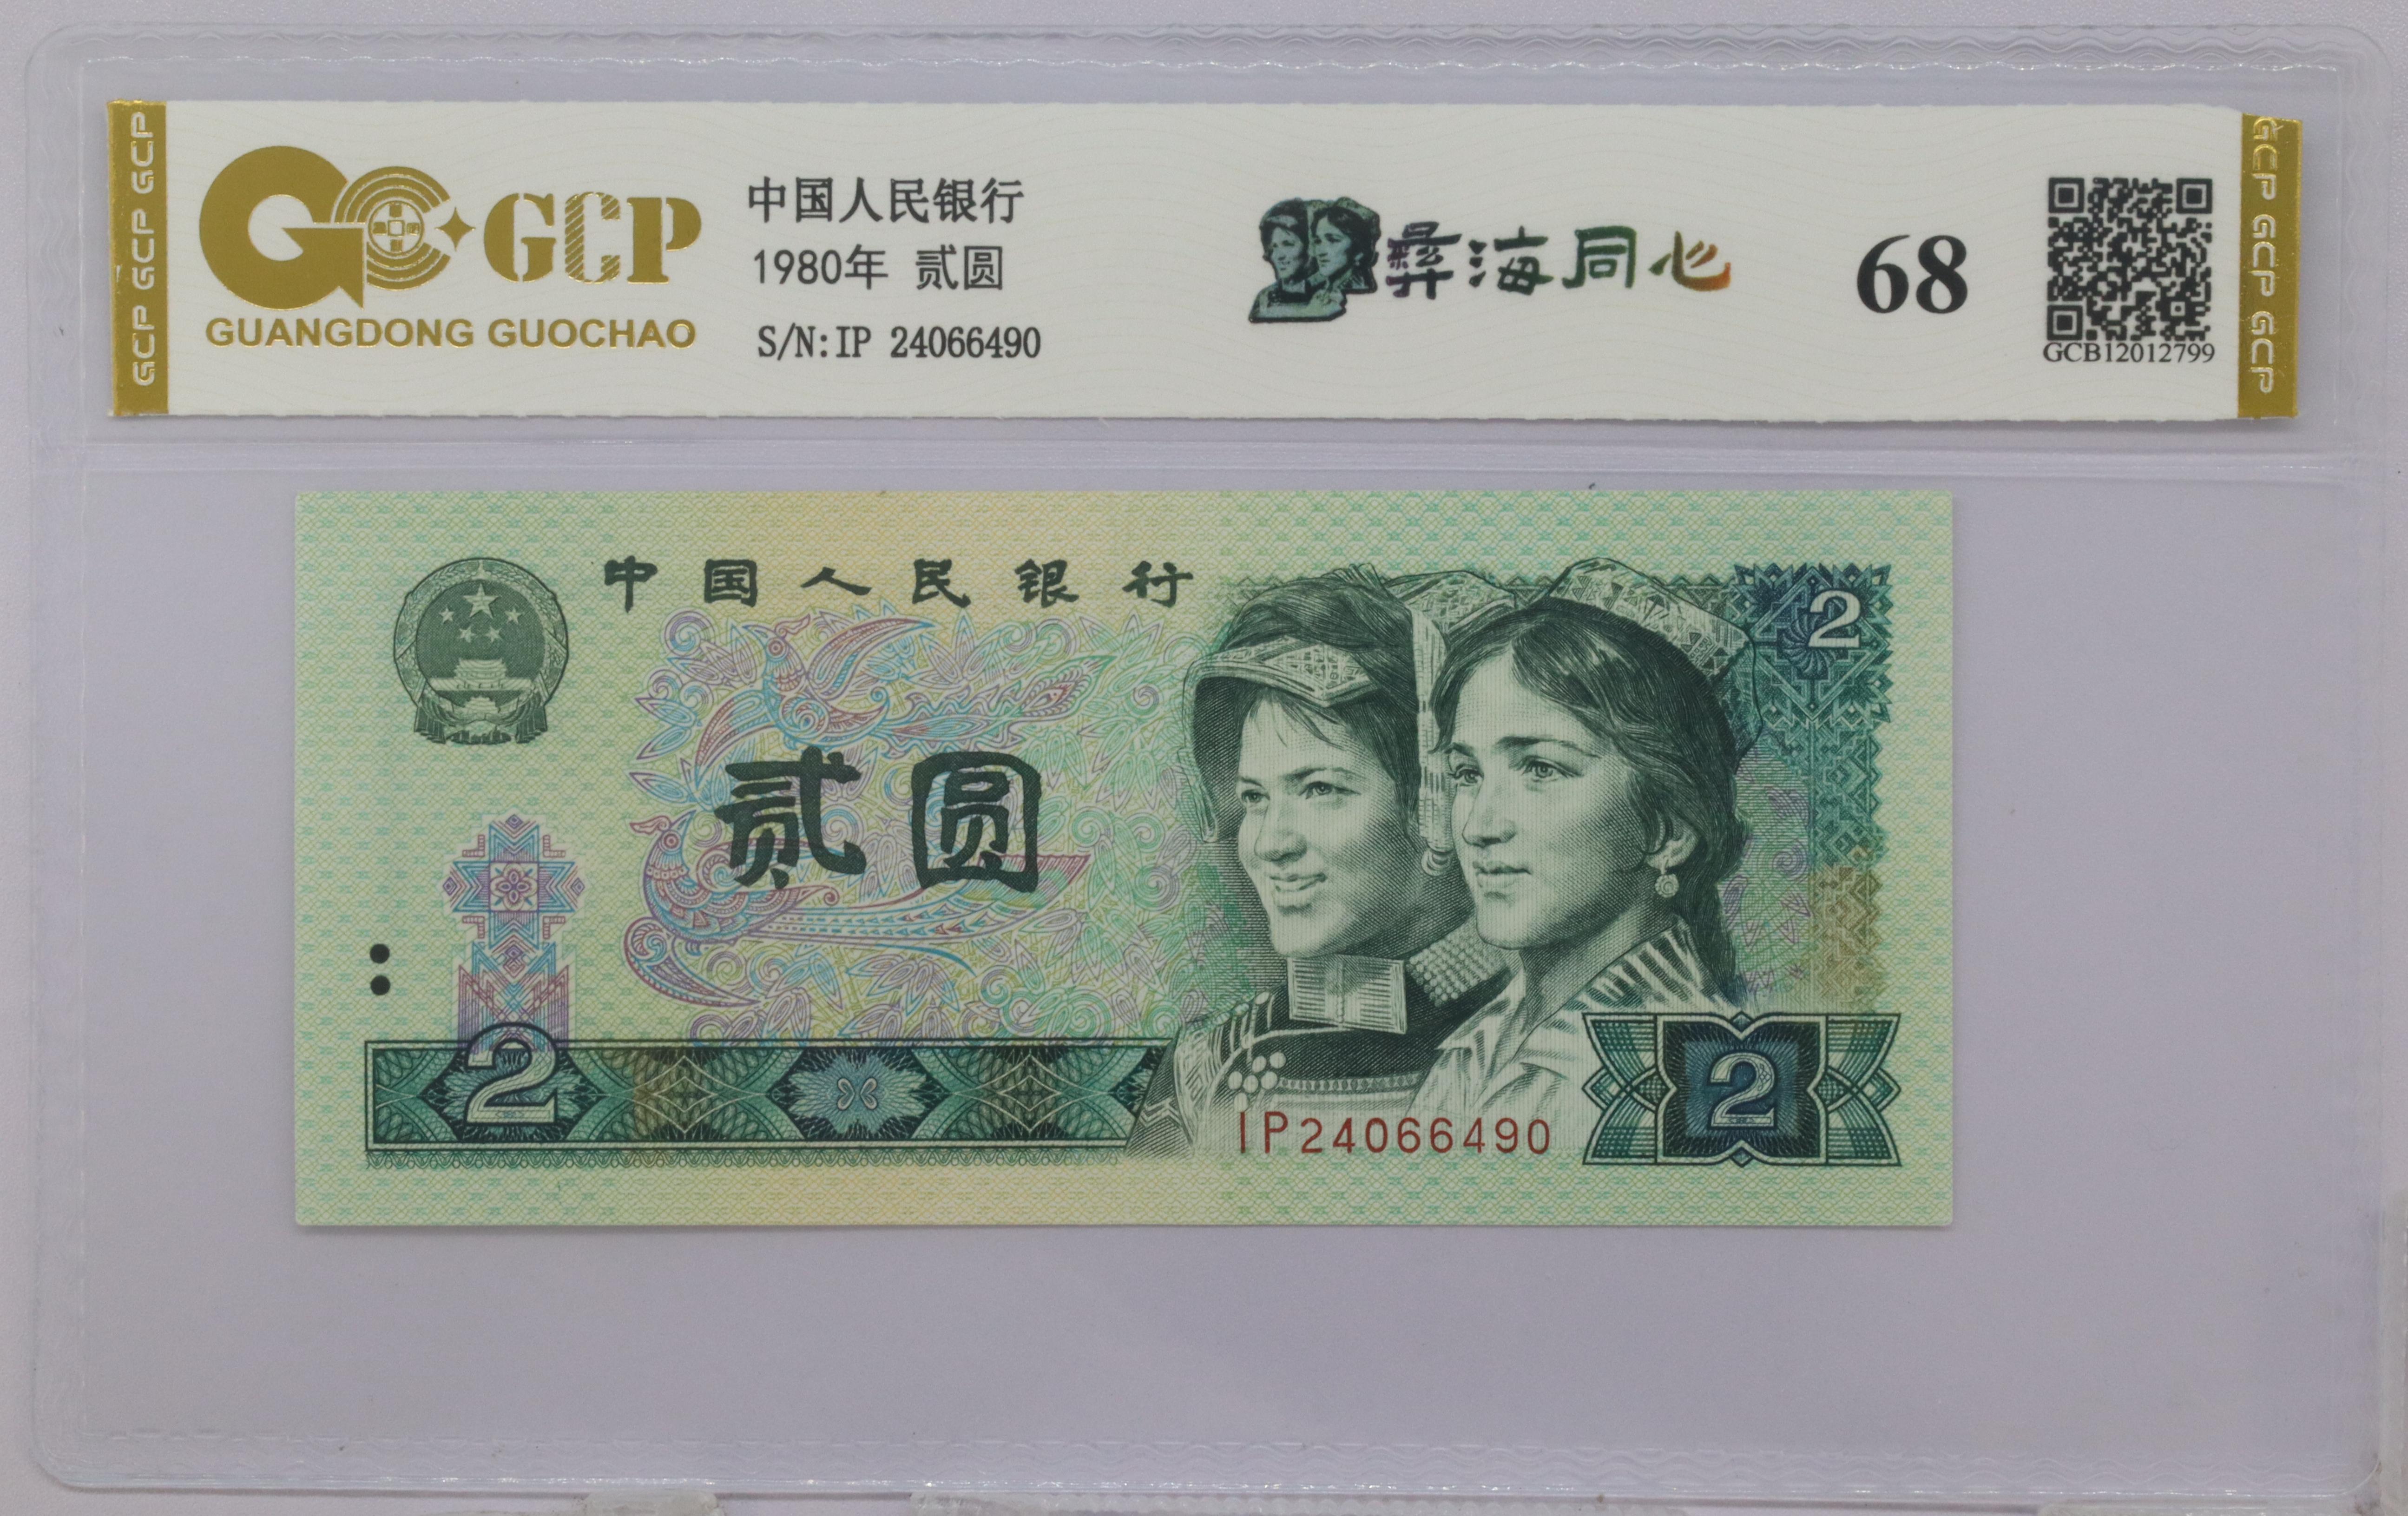 GCP GCP GCP
GCP
GUANGDONG GUOCHAO
中国人民银行
1980年 贰圆
S/N:IP 24066490
彝海同心
68
GCB12012799
GCP GCP GCP
中国人民银行
2
贰圆
2
IP24066490
2